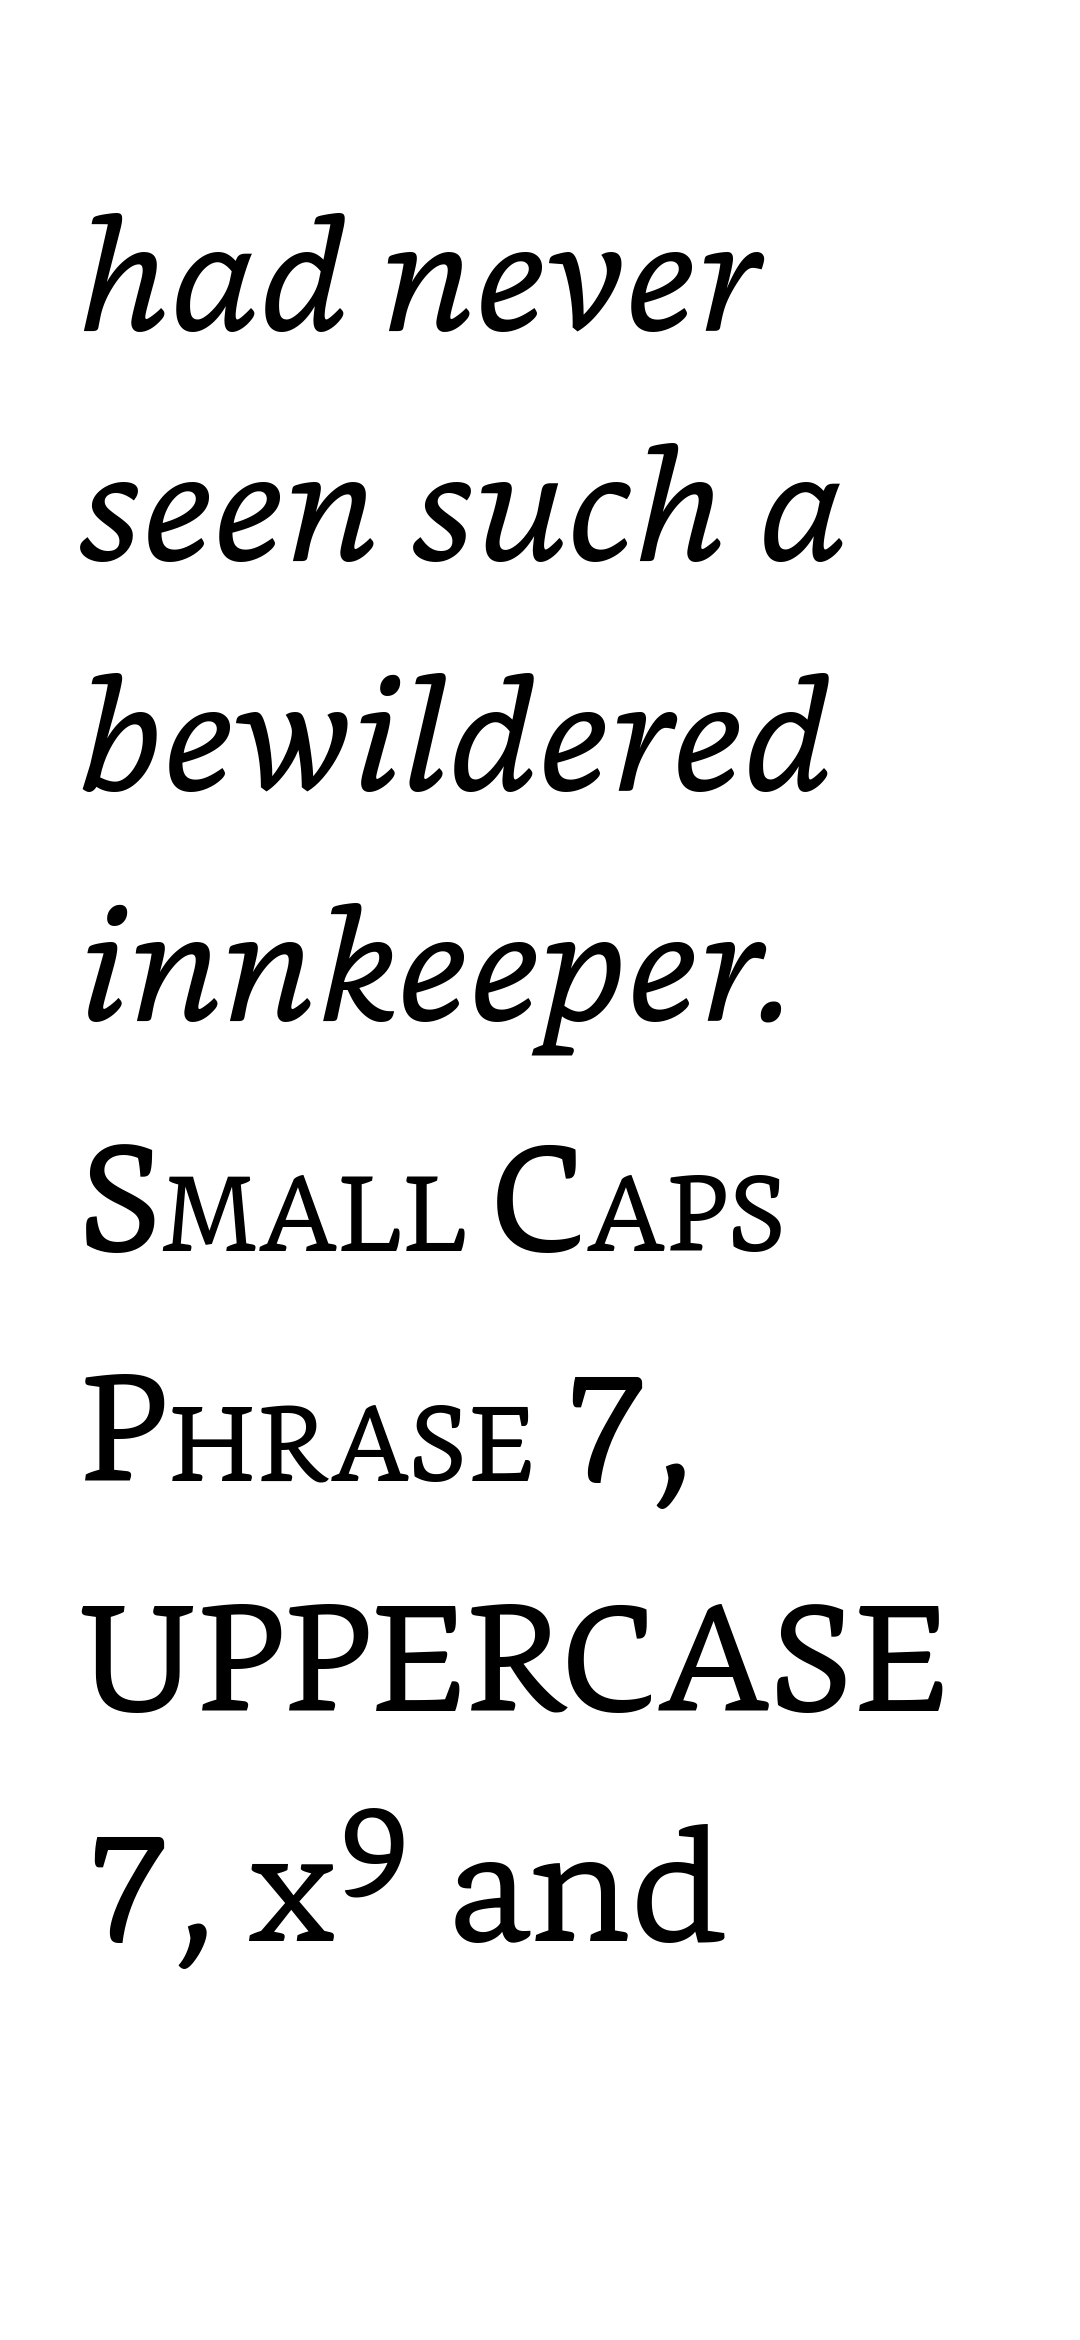 had never
seen such a
bewildered
innkeeper.
Small Caps
Phrase 7,
UPPERCASE
7, x⁹ and